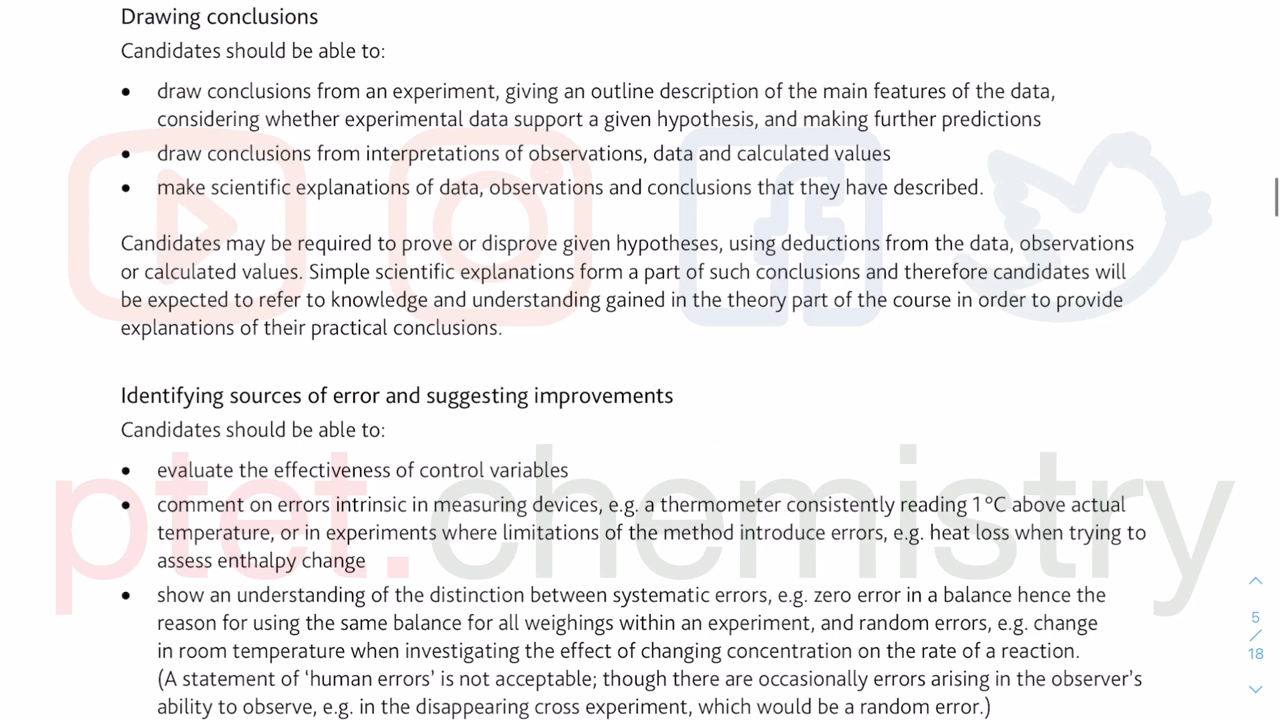 Drawing conclusions
Candidates should be able to:
• draw conclusions from an experiment, giving an outline description of the main features of the data,
considering whether experimental data support a given hypothesis, and making further predictions
• draw conclusions from interpretations of observations, data and calculated values
• make scientific explanations of data, observations and conclusions that they have described.
Candidates may be required to prove or disprove given hypotheses, using deductions from the data, observations
or calculated values. Simple scientific explanations form a part of such conclusions and therefore candidates will
be expected to refer to knowledge and understanding gained in the theory part of the course in order to provide
explanations of their practical conclusions.
Identifying sources of error and suggesting improvements
Candidates should be able to:
• evaluate the effectiveness of control variables
• comment on errors intrinsic in measuring devices, e.g. a thermometer consistently reading 1°C above actual
temperature, or in experiments where limitations of the method introduce errors, e.g. heat loss when trying to
assess enthalpy change
• show an understanding of the distinction between systematic errors, e.g. zero error in a balance hence the
reason for using the same balance for all weighings within an experiment, and random errors, e.g. change
in room temperature when investigating the effect of changing concentration on the rate of a reaction.
(A statement of ‘human errors’ is not acceptable; though there are occasionally errors arising in the observer’s
ability to observe, e.g. in the disappearing cross experiment, which would be a random error.)
ptet.chemistry
5
/
18